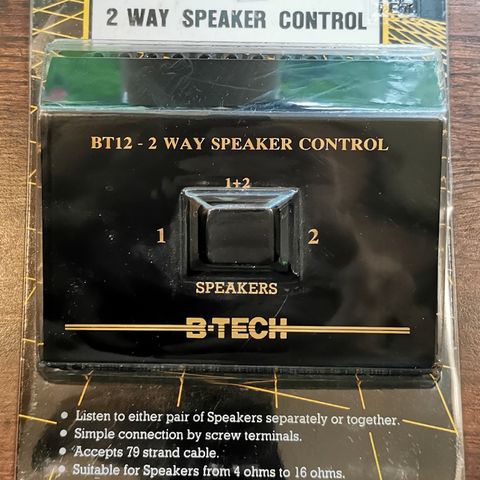 2 WAY SPEAKER CONTROL
BT12 - 2 WAY SPEAKER CONTROL
1+2
1
2
SPEAKERS
B-TECH
• Listen to either pair of Speakers separately or together.
• Simple connection by screw terminals.
• Accepts 79 strand cable.
• Suitable for Speakers from 4 ohms to 16 ohms.